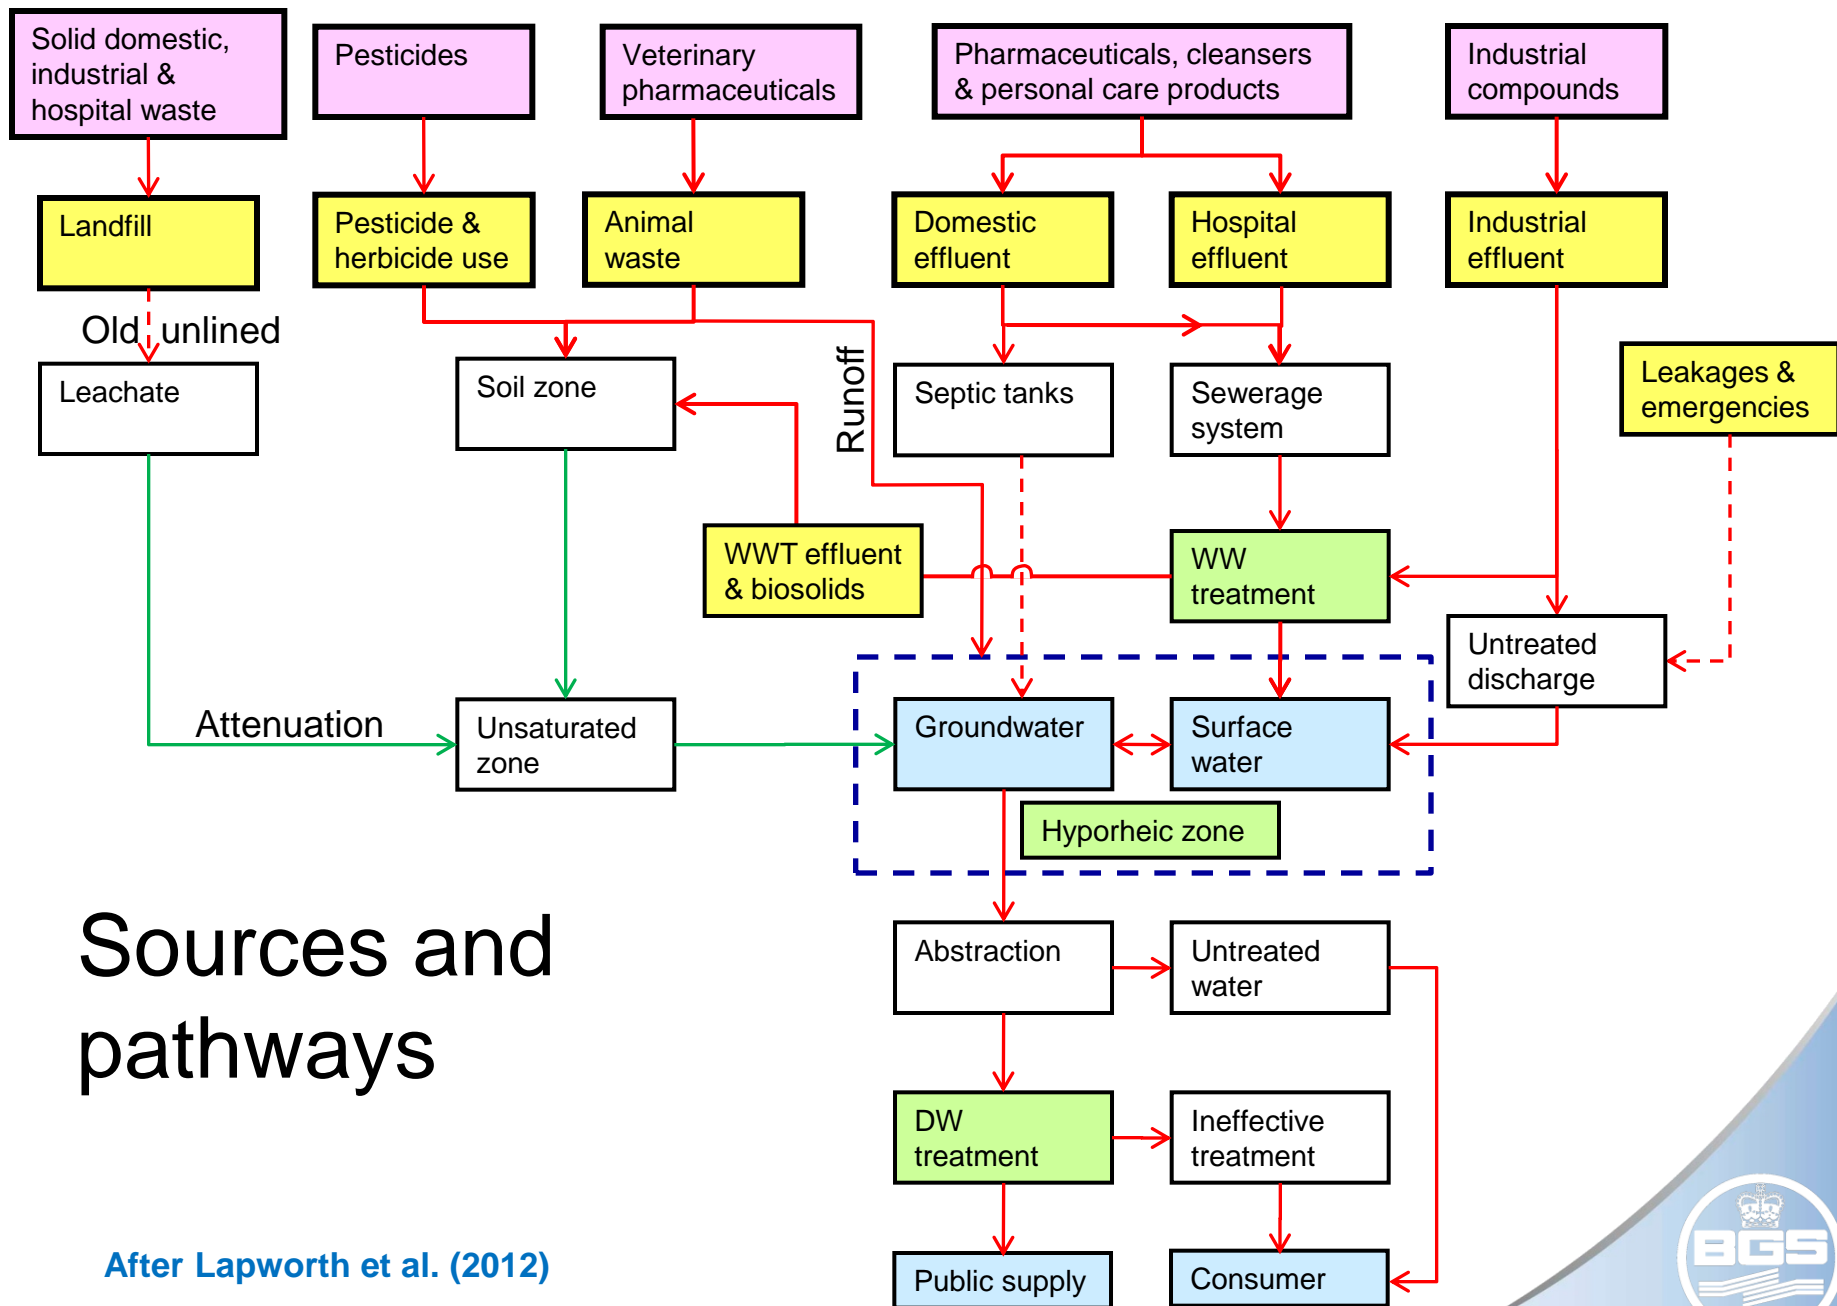 Solid domestic,
industrial &
hospital waste
Pesticides
Veterinary
pharmaceuticals
Pharmaceuticals, cleansers
& personal care products
Industrial
compounds
Landfill
Pesticide &
herbicide use
Animal
waste
Domestic
effluent
Hospital
effluent
Industrial
effluent
Old unlined
Leachate
Soil zone
Runoff
Septic tanks
Sewerage
system
Leakages &
emergencies
WWT effluent
& biosolids
WW
treatment
Untreated
discharge
Attenuation
Unsaturated
zone
Groundwater
Surface
water
Hyporheic zone
Abstraction
Untreated
water
Sources and
pathways
DW
treatment
Ineffective
treatment
Public supply
Consumer
After Lapworth et al. (2012)
BGS